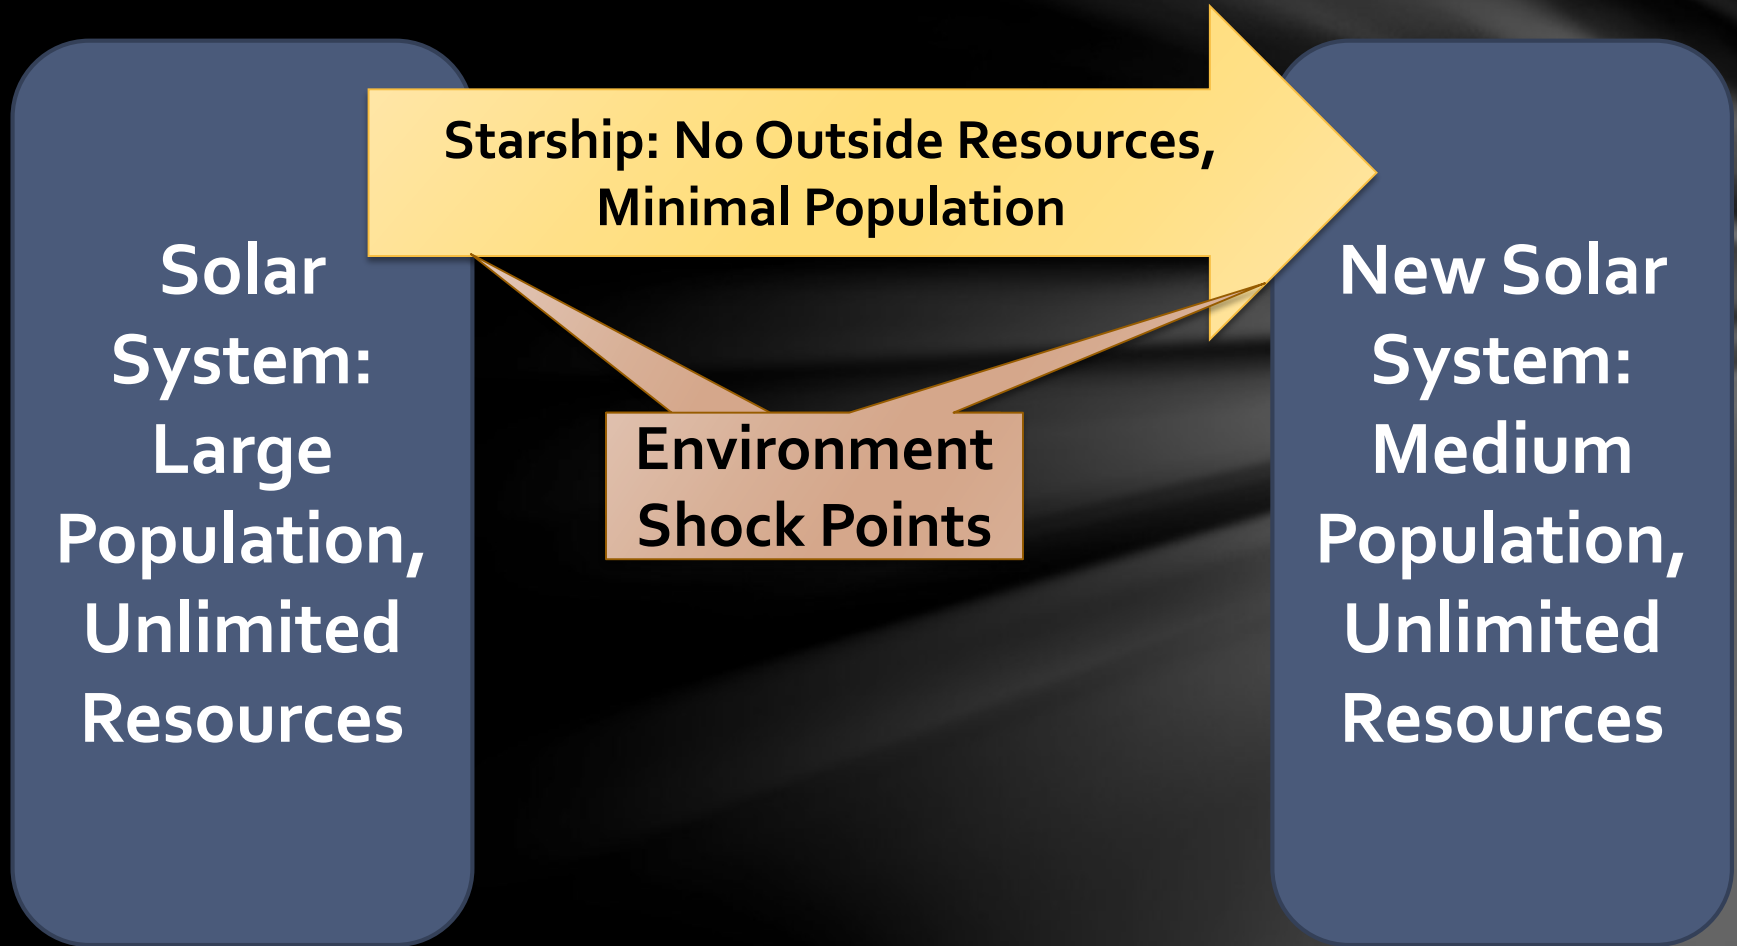 Starship: No Outside Resources,
Minimal Population
Solar
System:
Large
Population,
Unlimited
Resources
Environment
Shock Points
New Solar
System:
Medium
Population,
Unlimited
Resources